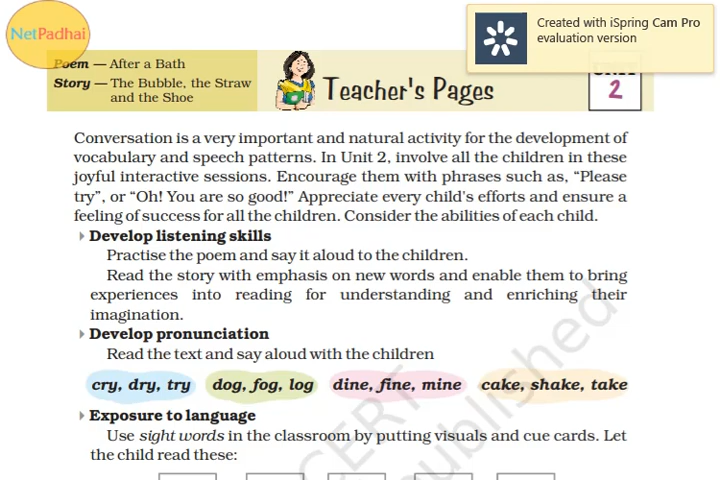 NetPadhai
Created with iSpring Cam Pro
evaluation version
Poem — After a Bath
Story — The Bubble, the Straw
and the Shoe
Teacher's Pages
UNIT
2
Conversation is a very important and natural activity for the development of
vocabulary and speech patterns. In Unit 2, involve all the children in these
joyful interactive sessions. Encourage them with phrases such as, “Please
try”, or “Oh! You are so good!” Appreciate every child's efforts and ensure a
feeling of success for all the children. Consider the abilities of each child.
Develop listening skills
Practise the poem and say it aloud to the children.
Read the story with emphasis on new words and enable them to bring
experiences into reading for understanding and enriching their
imagination.
Develop pronunciation
Read the text and say aloud with the children
cry, dry, try dog, fog, log dine, fine, mine cake, shake, take
Exposure to language
Use sight words in the classroom by putting visuals and cue cards. Let
the child read these: